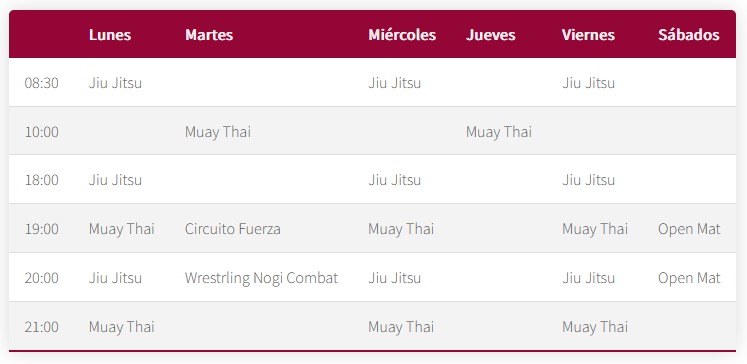 Lunes Martes Miércoles Jueves Viernes Sábados
08:30 Jiu Jitsu Jiu Jitsu Jiu Jitsu
10:00 Muay Thai Muay Thai
18:00 Jiu Jitsu Jiu Jitsu Jiu Jitsu
19:00 Muay Thai Circuito Fuerza Muay Thai Muay Thai Open Mat
20:00 Jiu Jitsu Wrestrling Nogi Combat Jiu Jitsu Jiu Jitsu Open Mat
21:00 Muay Thai Muay Thai Muay Thai